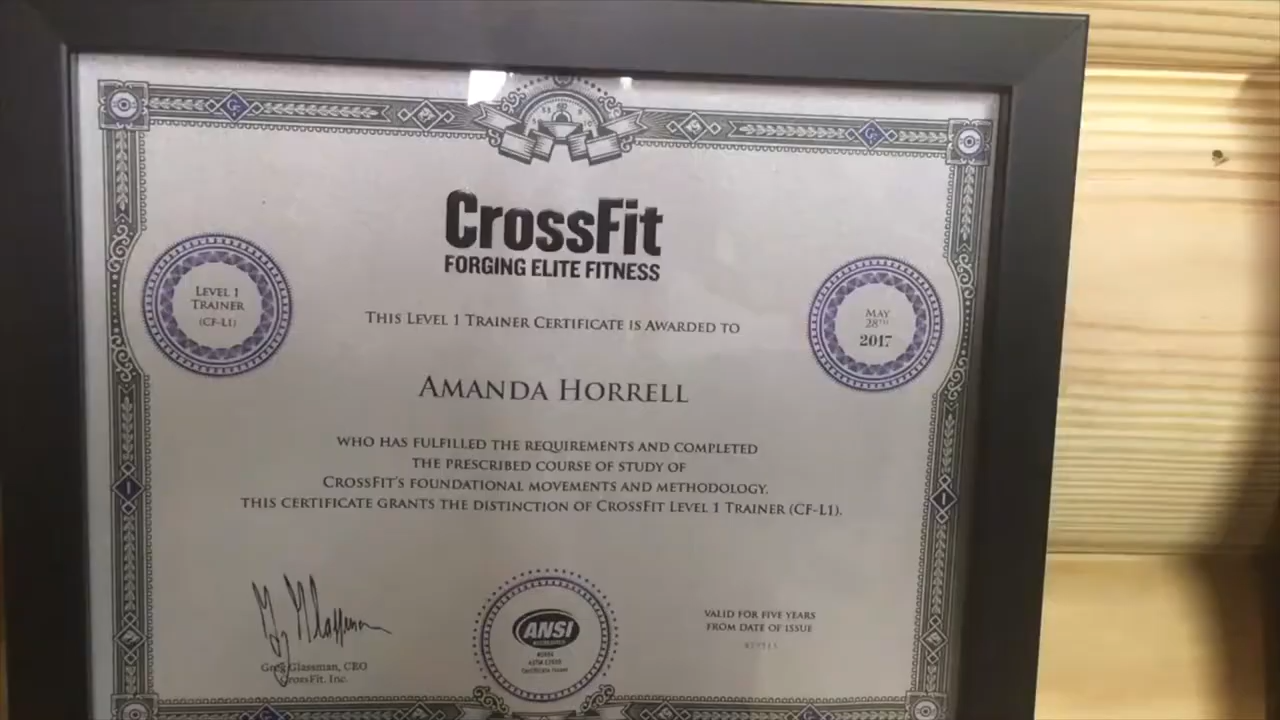 CrossFit
FORGING ELITE FITNESS
LEVEL 1
TRAINER
(CF-L1)
MAY
28TH
2017
THIS LEVEL 1 TRAINER CERTIFICATE IS AWARDED TO
AMANDA HORRELL
WHO HAS FULFILLED THE REQUIREMENTS AND COMPLETED
THE PRESCRIBED COURSE OF STUDY OF
CROSSFIT'S FOUNDATIONAL MOVEMENTS AND METHODOLOGY.
THIS CERTIFICATE GRANTS THE DISTINCTION OF CROSSFIT LEVEL 1 TRAINER (CF-L1).
Greg Glassman, CEO
CrossFit, Inc.
ANSI
VALID FOR FIVE YEARS
FROM DATE OF ISSUE